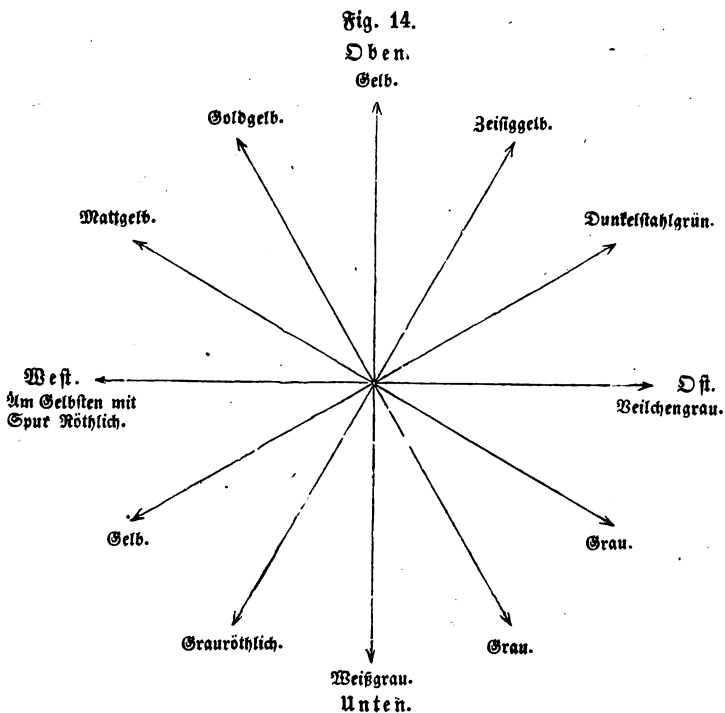 Fig. 14.
Oben.
Gelb.
Goldgelb.
Zeisiggelb.
Mattgelb.
Dunkelstahlgrün.
West.
Am Gelbsten mit
Spur Röthlich.
Ost.
Veilchengrau.
Gelb.
Grau.
Grauröthlich.
Grau.
Weißgrau.
Unten.